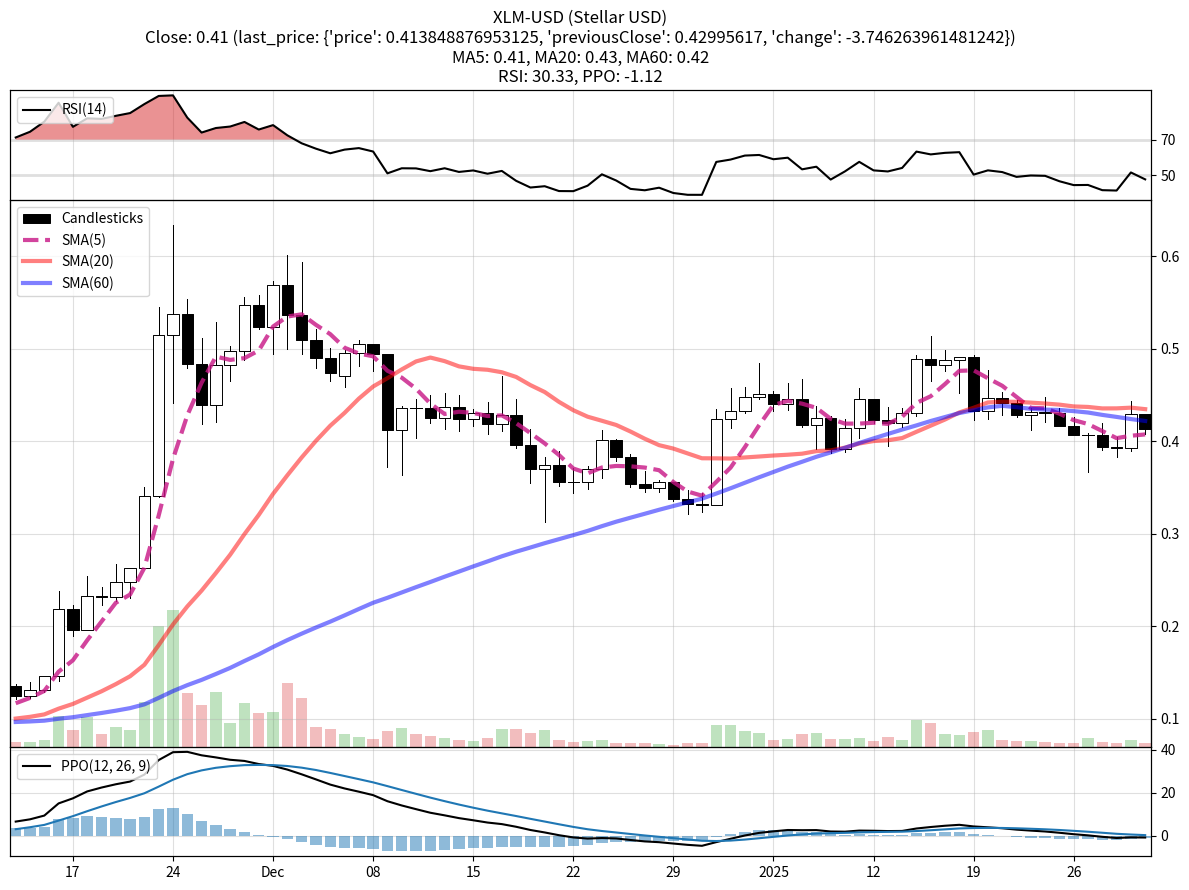 XLM-USD (Stellar USD)
Close: 0.41 (last_price: {'price': 0.413848876953125, 'previousClose': 0.42995617, 'change': -3.746263961481242})
MA5: 0.41, MA20: 0.43, MA60: 0.42
RSI: 30.33, PPO: -1.12
RSI(14)
70
50
Candlesticks
SMA(5)
SMA(20)
SMA(60)
0.6
0.5
0.4
0.3
0.2
0.1
PPO(12, 26, 9)
40
20
0
17 24 Dec 08 15 22 29 2025 12 19 26